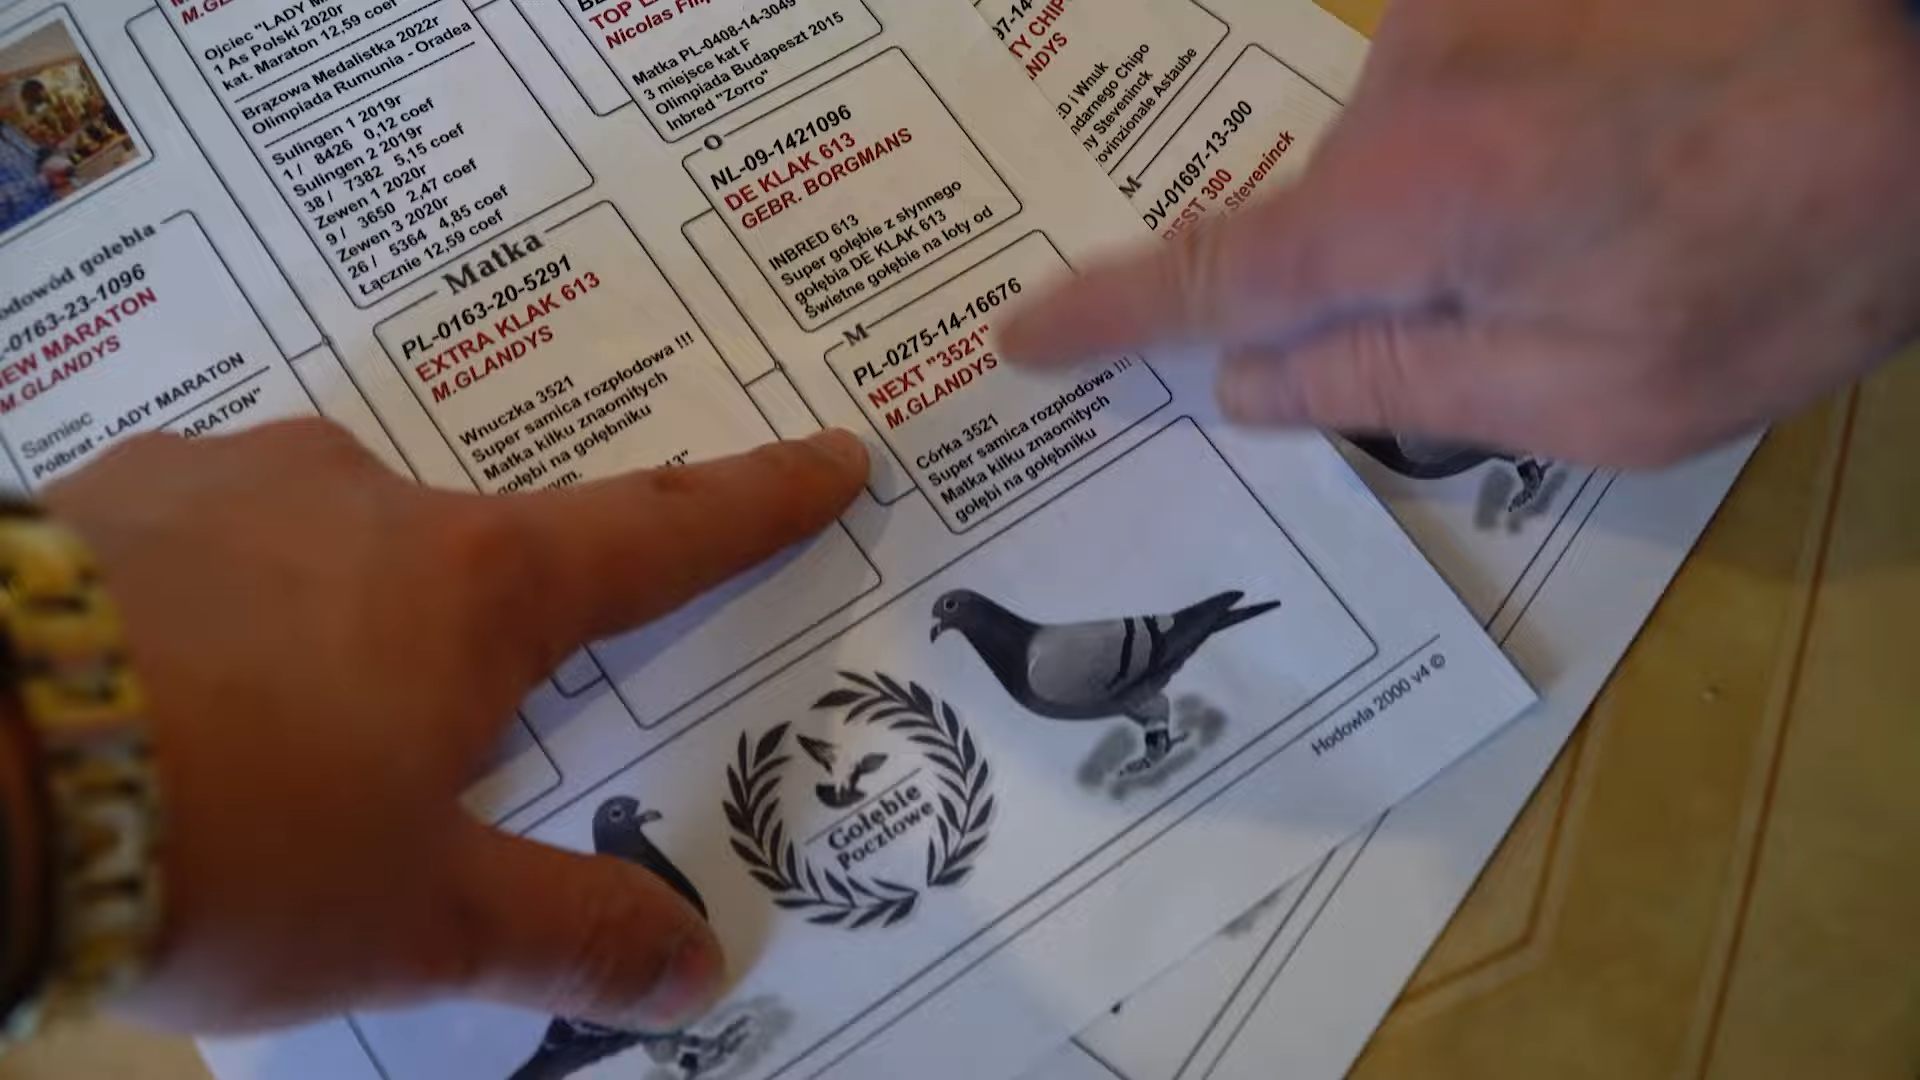 Ojciec "LADY
1 As Polski 2020r
kat. Maraton 12,59 coef
Brązowa Medalistka 2022r
Olimpiada Rumunia - Oradea
Sulingen 1 2019r
1 / 8426 0,12 coef
Sulingen 2 2019r
38 / 7382 5,15 coef
Zewen 1 2020r
9 / 3650 2,47 coef
Zewen 3 2020r
26 / 5364 4,85 coef
Łącznie 12,59 coef
TOP
Nicolas
Matka PL-0408-14-3049
3 miejsce kat F
Olimpiada Budapeszt 2015
Inbred "Zorro"
i Wnuk
Chipo
Steveninck
Astaube
M
DV-01697-13-300
BEST 300
Steveninck
O
NL-09-1421096
DE KLAK 613
GEBR. BORGMANS
INBRED 613
Super gołębie z słynnego
gołębia DE KLAK 613
Świetne gołębie na loty od
gołębia
-0163-23-1096
NEW MARATON
M.GLANDYS
Samiec
Półbrat - LADY MARATON
ARATON"
Matka
PL-0163-20-5291
EXTRA KLAK 613
M.GLANDYS
Wnuczka 3521
Super samica rozpłodowa !!!
Matka kilku znaomitych
gołębi na gołębniku
M
PL-0275-14-16676
NEXT "3521"
M.GLANDYS
Córka 3521
Super samica rozpłodowa !!!
Matka kilku znaomitych
gołębi na gołębniku
Gołębie
Pocztowe
Hodowla 2000 v4 ©